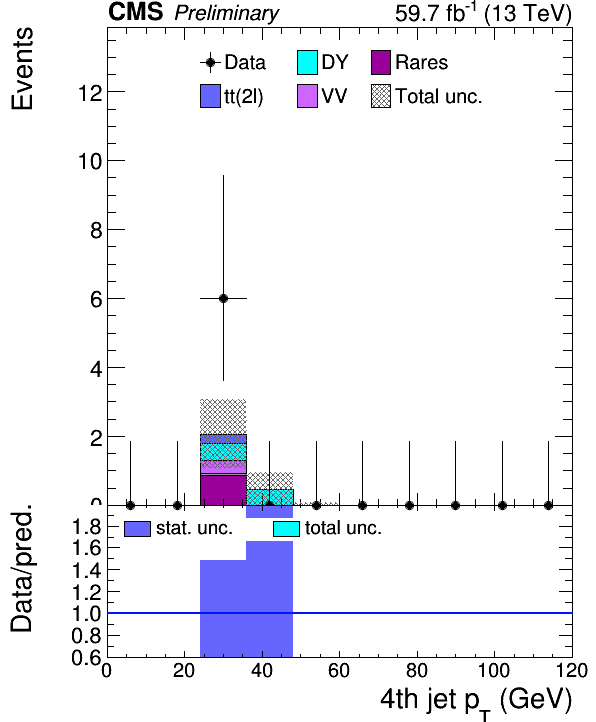 CMS Preliminary 59.7 fb⁻¹ (13 TeV)
Events
Data DY Rares
tt(2l) VV Total unc.
12
10
8
6
4
2
0
Data/pred.
stat. unc. total unc.
1.8
1.6
1.4
1.2
1.0
0.8
0.6
0 20 40 60 80 100 120
4th jet p_T (GeV)